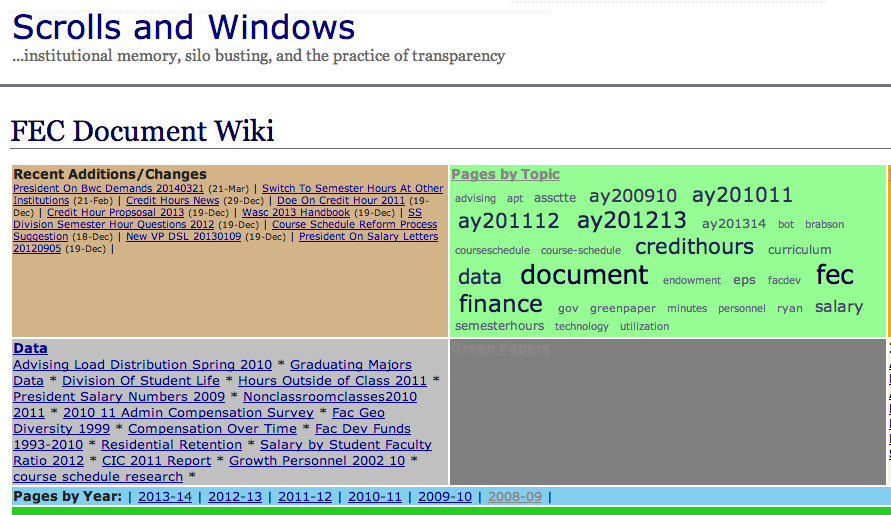 Scrolls and Windows
...institutional memory, silo busting, and the practice of transparency
FEC Document Wiki
Recent Additions/Changes
President On Bwc Demands 20140321 (21-Mar) | Switch To Semester Hours At Other
Institutions (21-Feb) | Credit Hours News (29-Dec) | Doe On Credit Hour 2011 (19-
Dec) | Credit Hour Propsosal 2013 (19-Dec) | Wasc 2013 Handbook (19-Dec) | SS
Division Semester Hour Questions 2012 (19-Dec) | Course Schedule Reform Process
Suggestion (18-Dec) | New VP DSL 20130109 (19-Dec) | President On Salary Letters
20120905 (19-Dec) |
Pages by Topic
advising apt assctte ay200910 ay201011
ay201112 ay201213 ay201314 bot brabson
courseschedule course-schedule credithours curriculum
data document endowment eps facdev fec
finance gov greenpaper minutes personnel ryan salary
semesterhours technology utilization
Data
Advising Load Distribution Spring 2010 * Graduating Majors
Data * Division Of Student Life * Hours Outside of Class 2011 *
President Salary Numbers 2009 * Nonclassroomclasses2010
2011 * 2010 11 Admin Compensation Survey * Fac Geo
Diversity 1999 * Compensation Over Time * Fac Dev Funds
1993-2010 * Residential Retention * Salary by Student Faculty
Ratio 2012 * CIC 2011 Report * Growth Personnel 2002 10 *
course schedule research *
Green Papers
Pages by Year: | 2013-14 | 2012-13 | 2011-12 | 2010-11 | 2009-10 | 2008-09 |